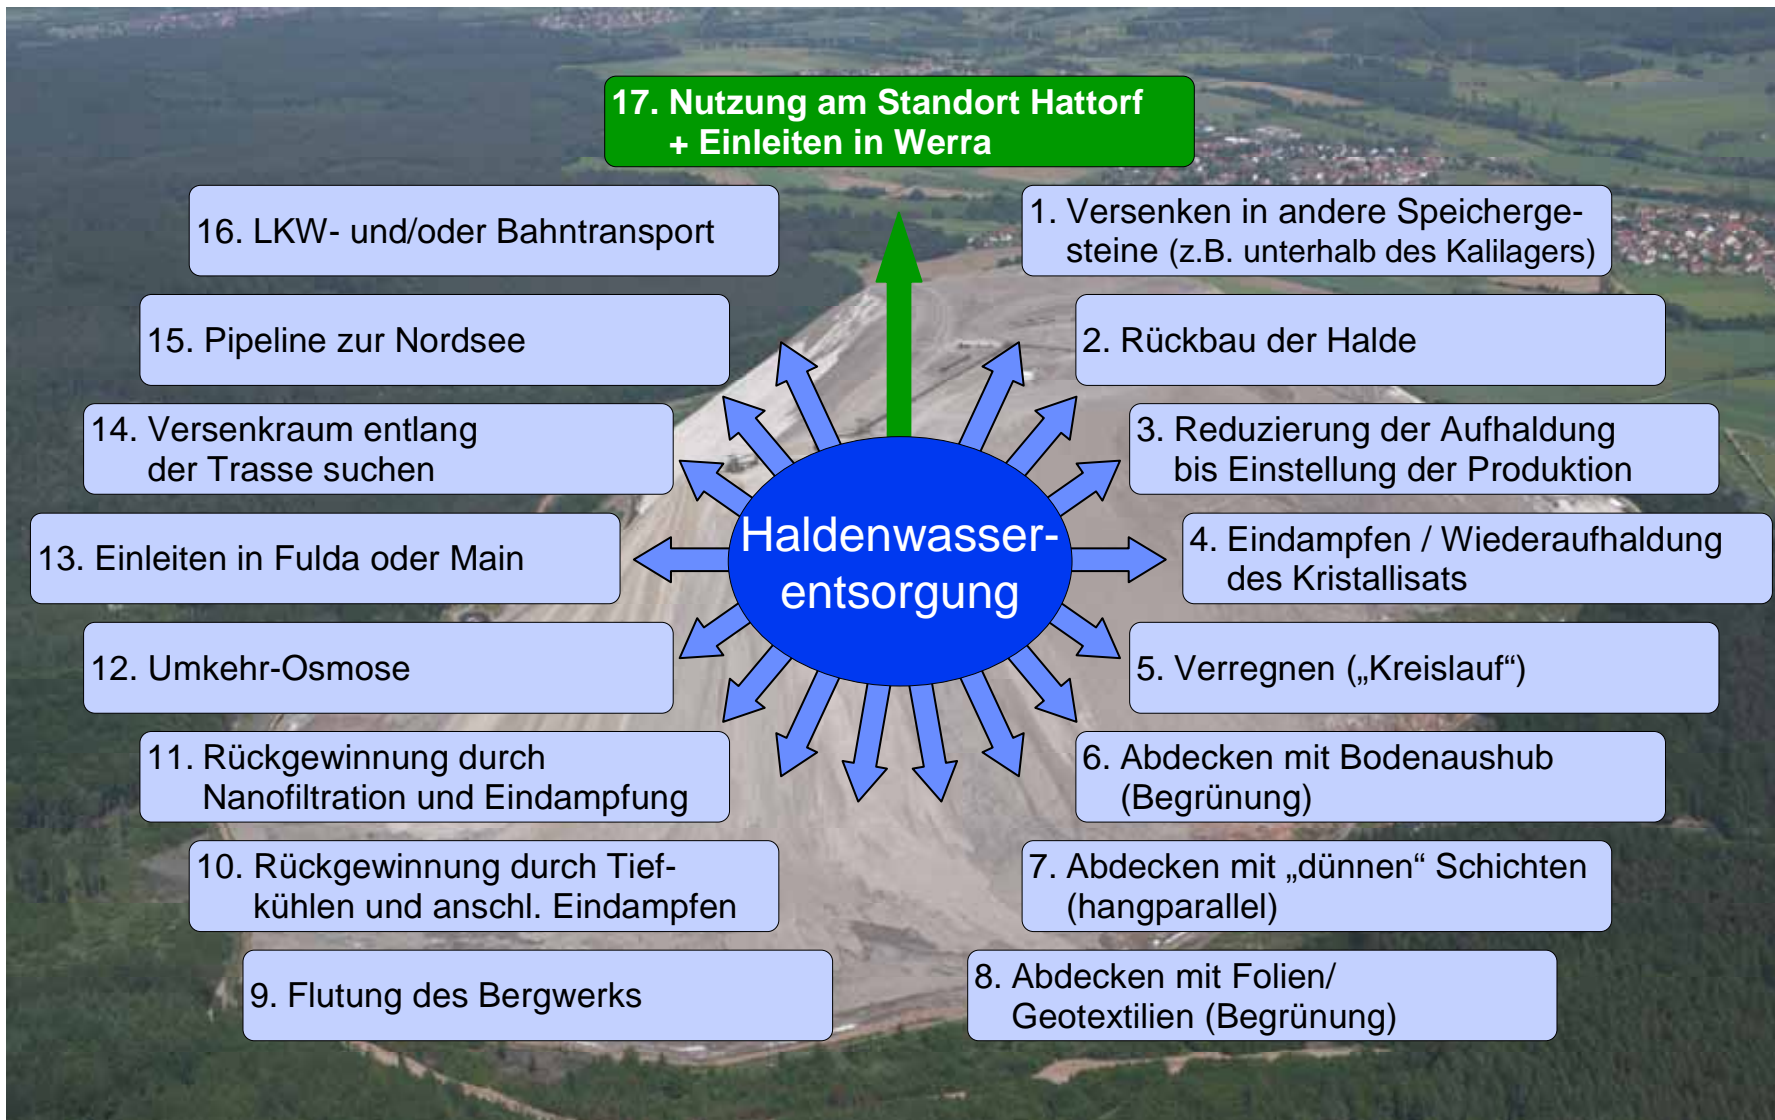 17. Nutzung am Standort Hattorf
+ Einleiten in Werra
1. Versenken in andere Speicherge-
steine (z.B. unterhalb des Kalilagers)
2. Rückbau der Halde
3. Reduzierung der Aufhaldung
bis Einstellung der Produktion
4. Eindampfen / Wiederaufhaldung
des Kristallisats
5. Verregnen („Kreislauf“)
6. Abdecken mit Bodenaushub
(Begrünung)
7. Abdecken mit „dünnen“ Schichten
(hangparallel)
8. Abdecken mit Folien/
Geotextilien (Begrünung)
9. Flutung des Bergwerks
10. Rückgewinnung durch Tief-
kühlen und anschl. Eindampfen
11. Rückgewinnung durch
Nanofiltration und Eindampfung
12. Umkehr-Osmose
13. Einleiten in Fulda oder Main
14. Versenkraum entlang
der Trasse suchen
15. Pipeline zur Nordsee
16. LKW- und/oder Bahntransport
Haldenwasser-
entsorgung